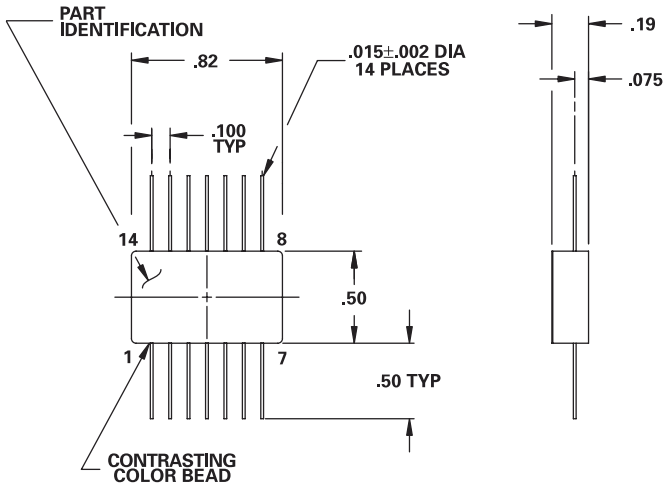 PART
IDENTIFICATION
.82
.015±.002 DIA
14 PLACES
.19
.075
.100
TYP
14
8
.50
1
7
.50 TYP
CONTRASTING
COLOR BEAD